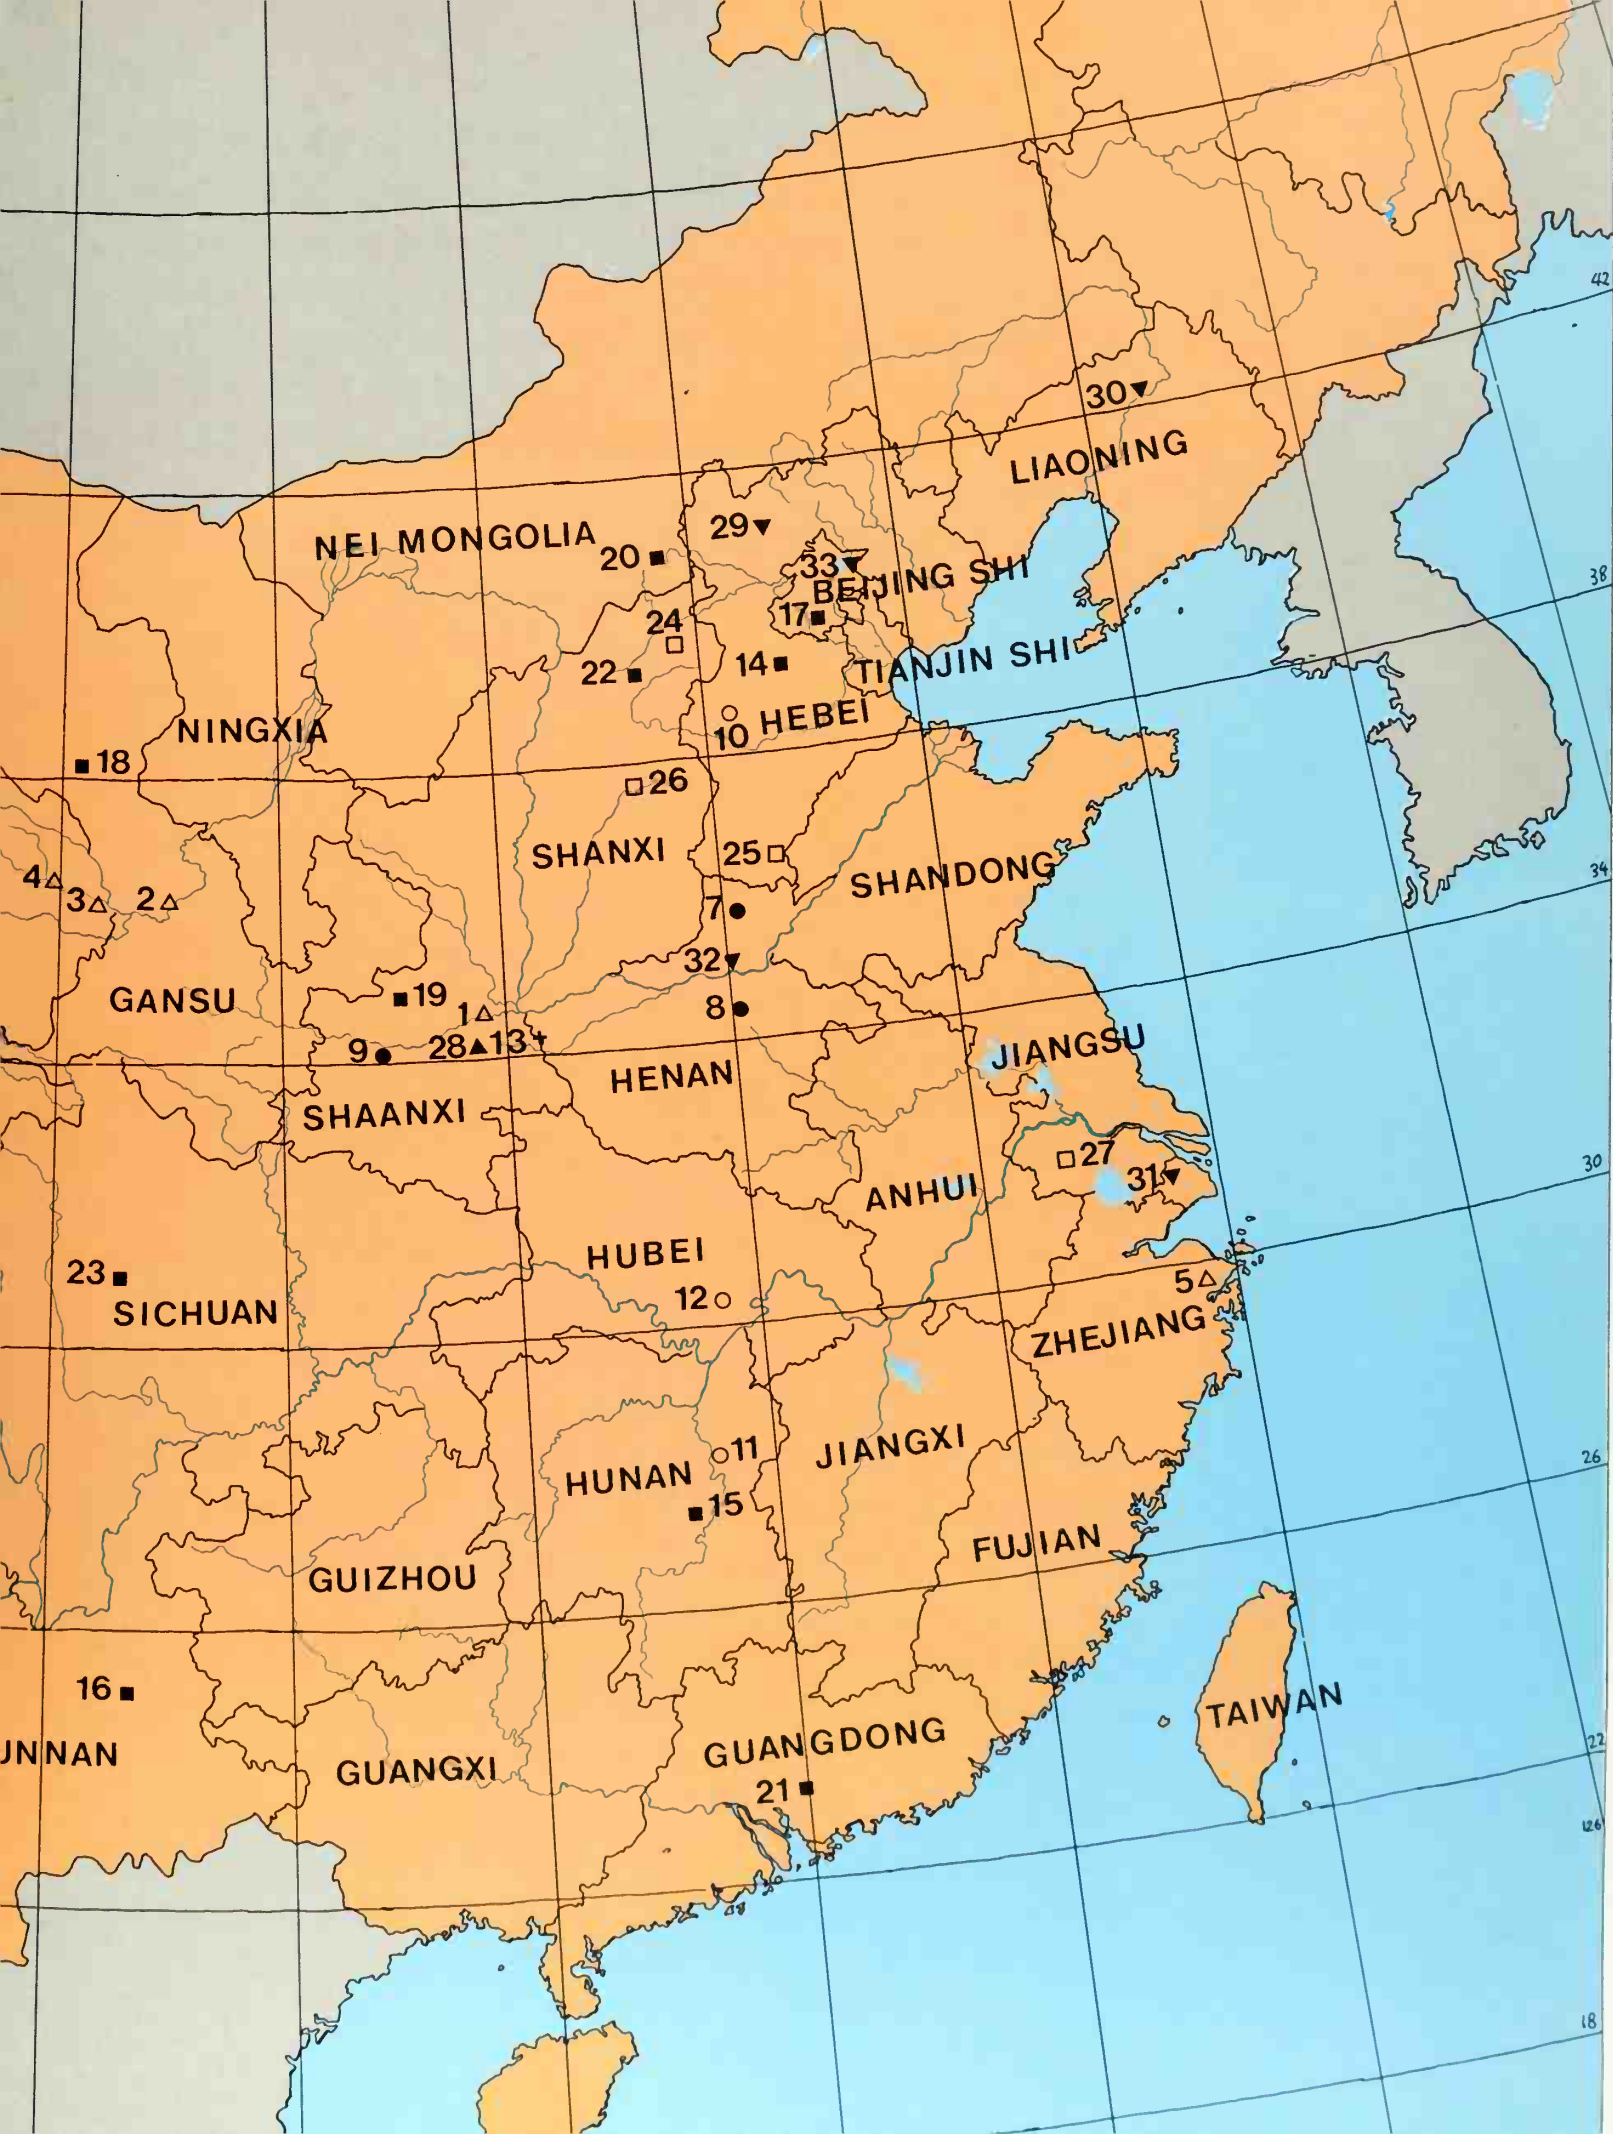 42
30▼
LIAONING
29▼
NEI MONGOLIA
20■
33▼
BEIJING SHI
38
17■
24
□
22■
14■
TIANJIN SHI
○
10
HEBEI
NINGXIA
■18
□26
SHANXI
25□
SHANDONG
34
4△
3△
2△
7●
32▼
GANSU
■19
1△
8●
9●
28▲
13+
JIANGSU
HENAN
SHAANXI
□27
31▼
30
ANHUI
HUBEI
23■
5△
12○
SICHUAN
ZHEJIANG
○11
JIANGXI
26
HUNAN
■15
FUJIAN
GUIZHOU
16■
TAIWAN
GUANGDONG
22
UNNAN
GUANGXI
21■
126
18